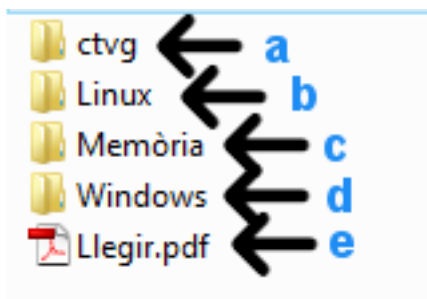 ctvg a
Linux b
Memòria c
Windows d
Llegir.pdf e